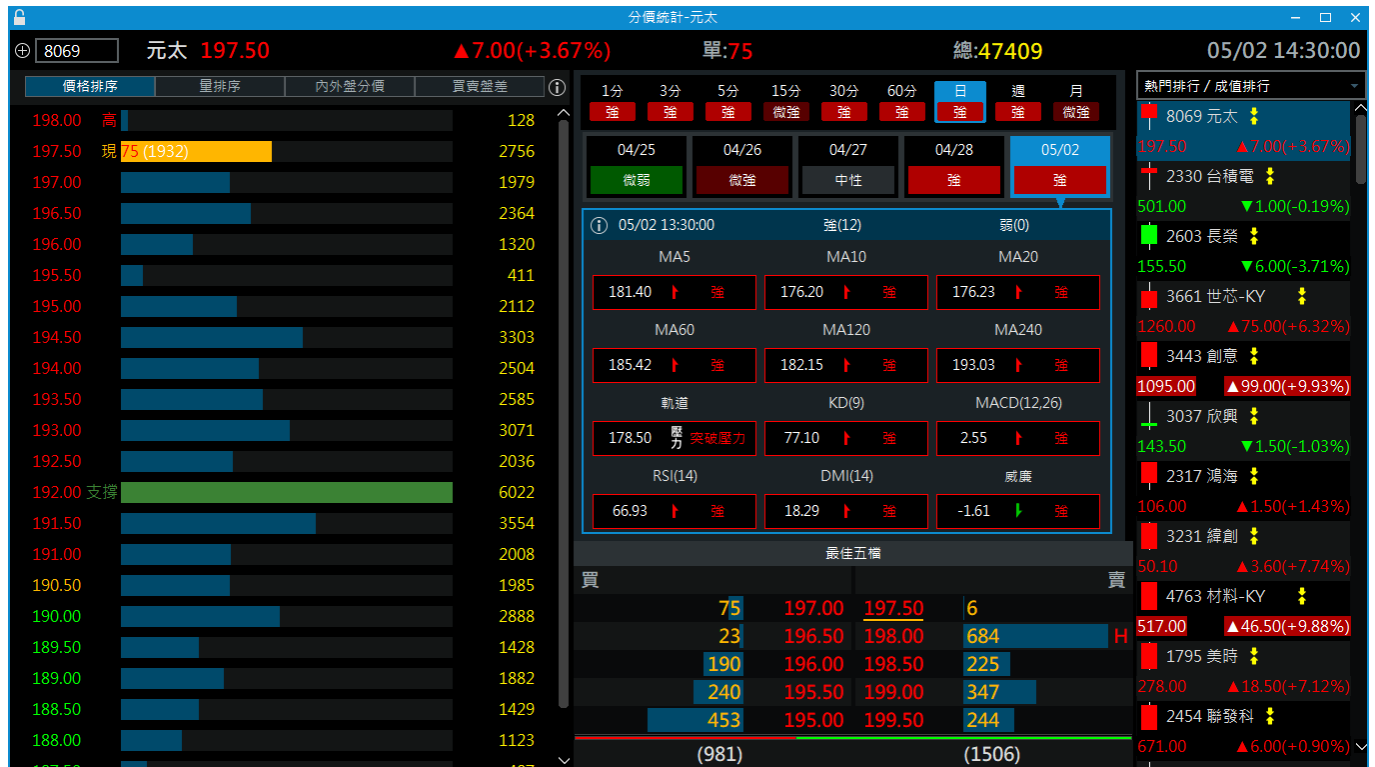 分價統計-元太
8069 元太 197.50 ▲7.00(+3.67%) 單:75 總:47409 05/02 14:30:00
價格排序 量排序 內外盤分價 買賣盤差
198.00 高 128
197.50 現 75 (1932) 2756
197.00 1979
196.50 2364
196.00 1320
195.50 411
195.00 2112
194.50 3303
194.00 2504
193.50 2585
193.00 3071
192.50 2036
192.00 支撐 6022
191.50 3554
191.00 2008
190.50 1985
190.00 2888
189.50 1428
189.00 1882
188.50 1429
188.00 1123
1分 3分 5分 15分 30分 60分 日 週 月
強 強 強 微強 強 強 強 強 微強
04/25 04/26 04/27 04/28 05/02
微弱 微強 中性 強 強
05/02 13:30:00 強(12) 弱(0)
MA5 MA10 MA20
181.40 強 176.20 強 176.23 強
MA60 MA120 MA240
185.42 強 182.15 強 193.03 強
軌道 KD(9) MACD(12,26)
178.50 壓力 突破壓力 77.10 強 2.55 強
RSI(14) DMI(14) 威廉
66.93 強 18.29 強 -1.61 強
最佳五檔
買 賣
75 197.00 197.50 6
23 196.50 198.00 684 H
190 196.00 198.50 225
240 195.50 199.00 347
453 195.00 199.50 244
(981) (1506)
熱門排行 / 成值排行
8069 元太
197.50 ▲7.00(+3.67%)
2330 台積電
501.00 ▼1.00(-0.19%)
2603 長榮
155.50 ▼6.00(-3.71%)
3661 世芯-KY
1260.00 ▲75.00(+6.32%)
3443 創意
1095.00 ▲99.00(+9.93%)
3037 欣興
143.50 ▼1.50(-1.03%)
2317 鴻海
106.00 ▲1.50(+1.43%)
3231 緯創
50.10 ▲3.60(+7.74%)
4763 材料-KY
517.00 ▲46.50(+9.88%)
1795 美時
278.00 ▲18.50(+7.12%)
2454 聯發科
671.00 ▲6.00(+0.90%)